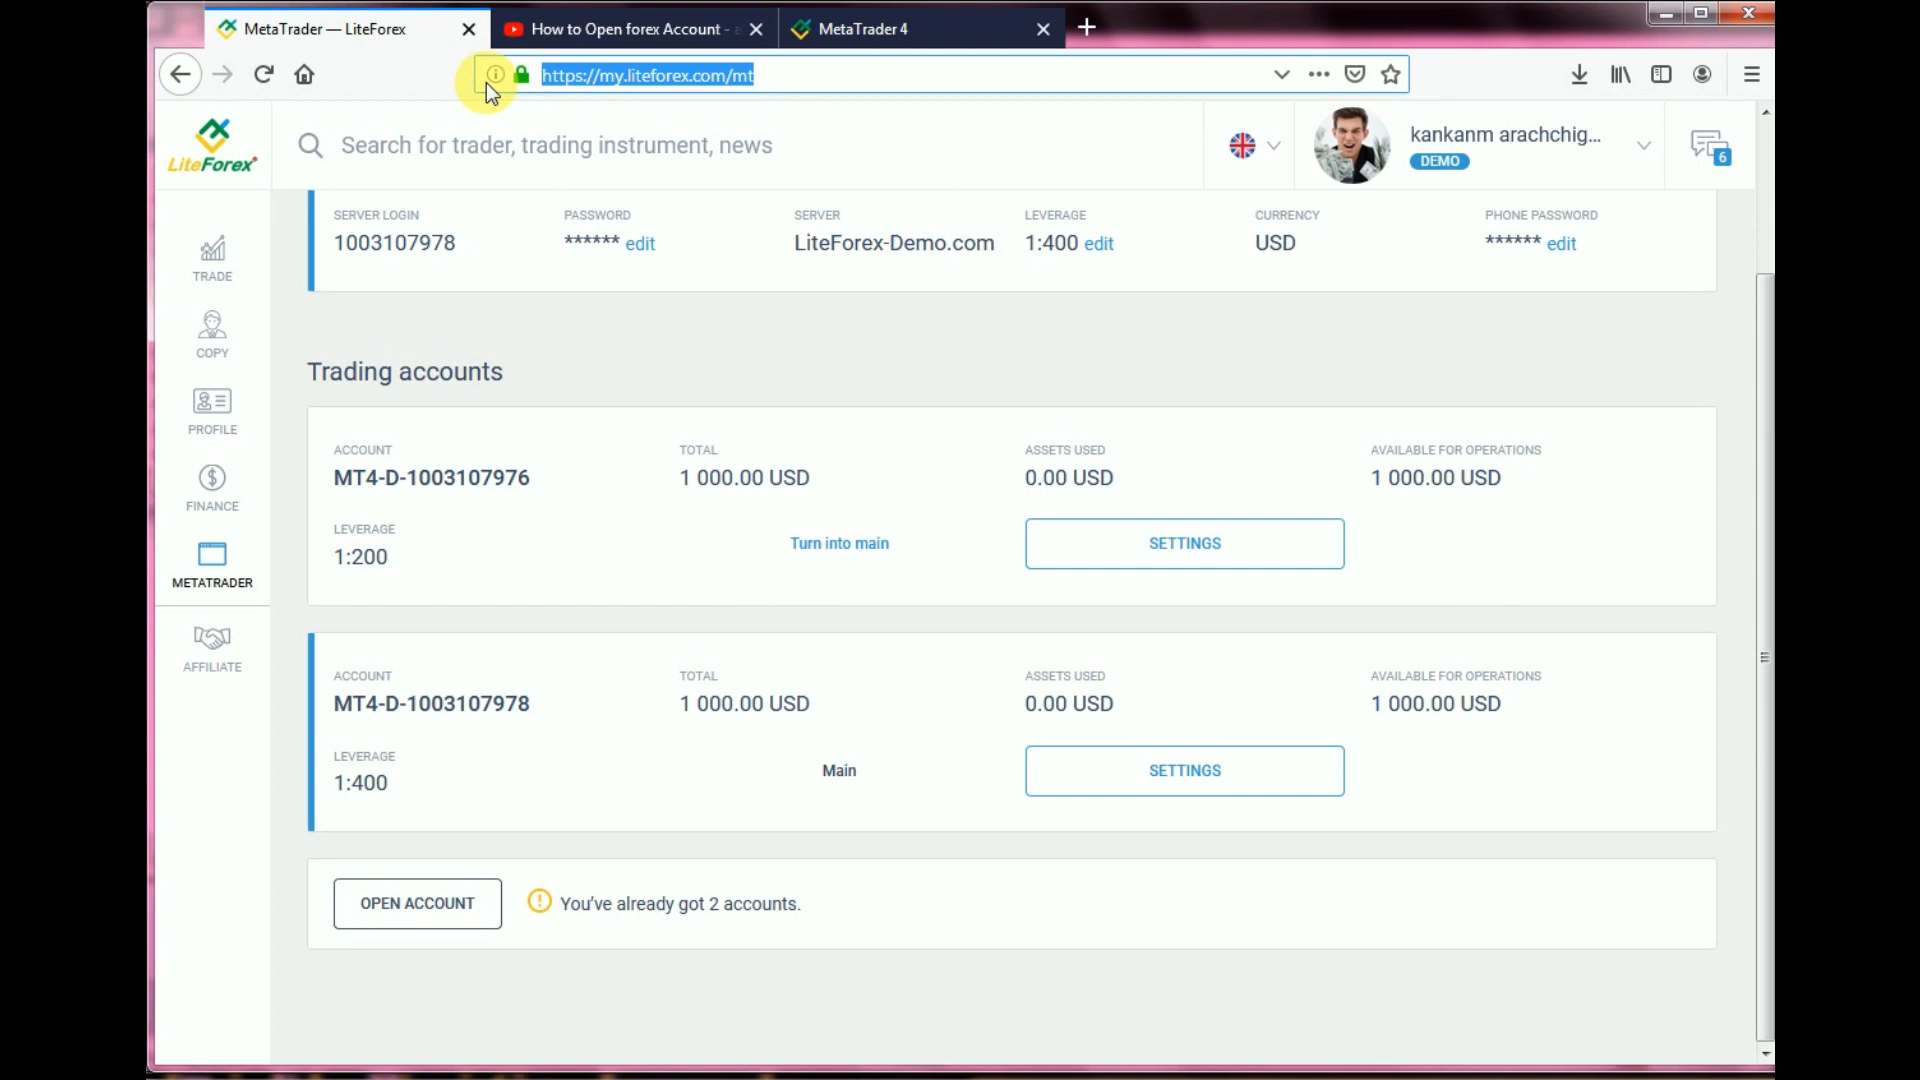 MetaTrader — LiteForex
How to Open forex Account -
MetaTrader 4
https://my.liteforex.com/mt
LiteForex
Search for trader, trading instrument, news
kankanm arachchig...
DEMO
6
SERVER LOGIN
PASSWORD
SERVER
LEVERAGE
CURRENCY
PHONE PASSWORD
1003107978
****** edit
LiteForex-Demo.com
1:400 edit
USD
****** edit
TRADE
COPY
PROFILE
FINANCE
METATRADER
AFFILIATE
Trading accounts
ACCOUNT
TOTAL
ASSETS USED
AVAILABLE FOR OPERATIONS
MT4-D-1003107976
1 000.00 USD
0.00 USD
1 000.00 USD
LEVERAGE
1:200
Turn into main
SETTINGS
ACCOUNT
TOTAL
ASSETS USED
AVAILABLE FOR OPERATIONS
MT4-D-1003107978
1 000.00 USD
0.00 USD
1 000.00 USD
LEVERAGE
1:400
Main
SETTINGS
OPEN ACCOUNT
You've already got 2 accounts.